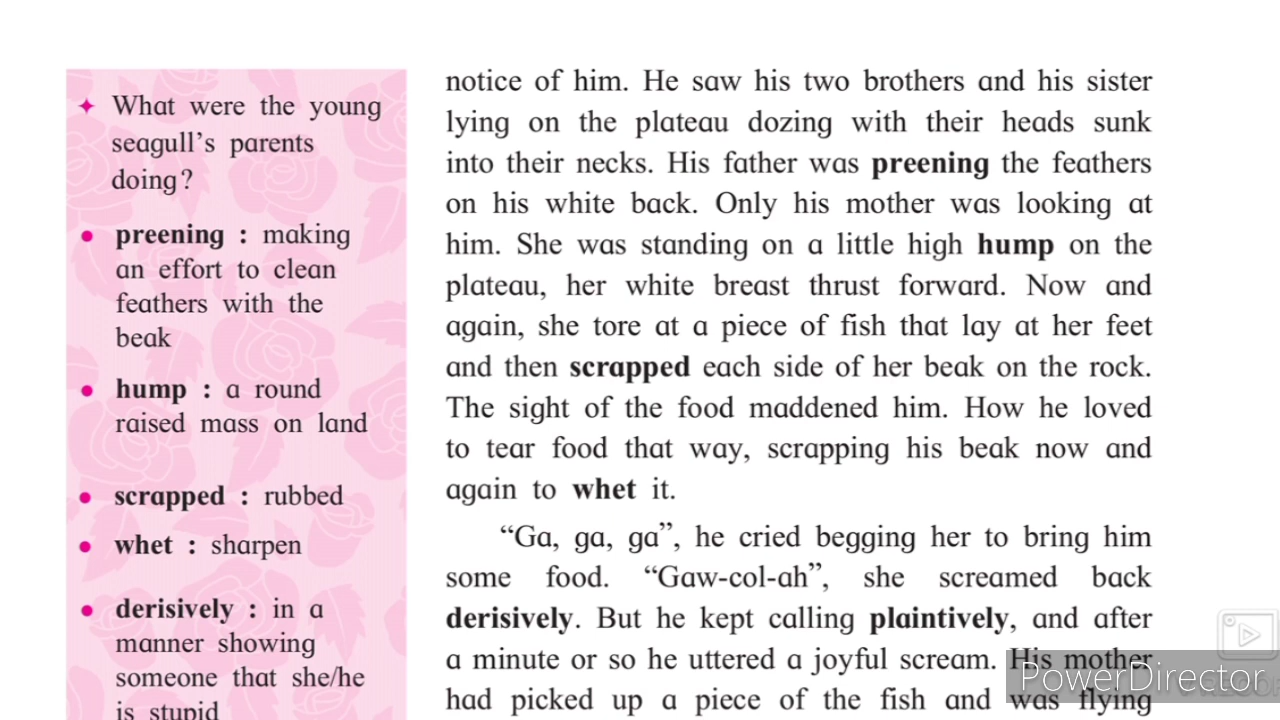 What were the young
seagull's parents
doing?
preening : making
an effort to clean
feathers with the
beak
hump : a round
raised mass on land
scrapped : rubbed
whet : sharpen
derisively : in a
manner showing
someone that she/he
is stupid
notice of him. He saw his two brothers and his sister
lying on the plateau dozing with their heads sunk
into their necks. His father was preening the feathers
on his white back. Only his mother was looking at
him. She was standing on a little high hump on the
plateau, her white breast thrust forward. Now and
again, she tore at a piece of fish that lay at her feet
and then scrapped each side of her beak on the rock.
The sight of the food maddened him. How he loved
to tear food that way, scrapping his beak now and
again to whet it.
“Ga, ga, ga”, he cried begging her to bring him
some food. “Gaw-col-ah”, she screamed back
derisively. But he kept calling plaintively, and after
a minute or so he uttered a joyful scream. His mother
had picked up a piece of the fish and was flying
PowerDirector